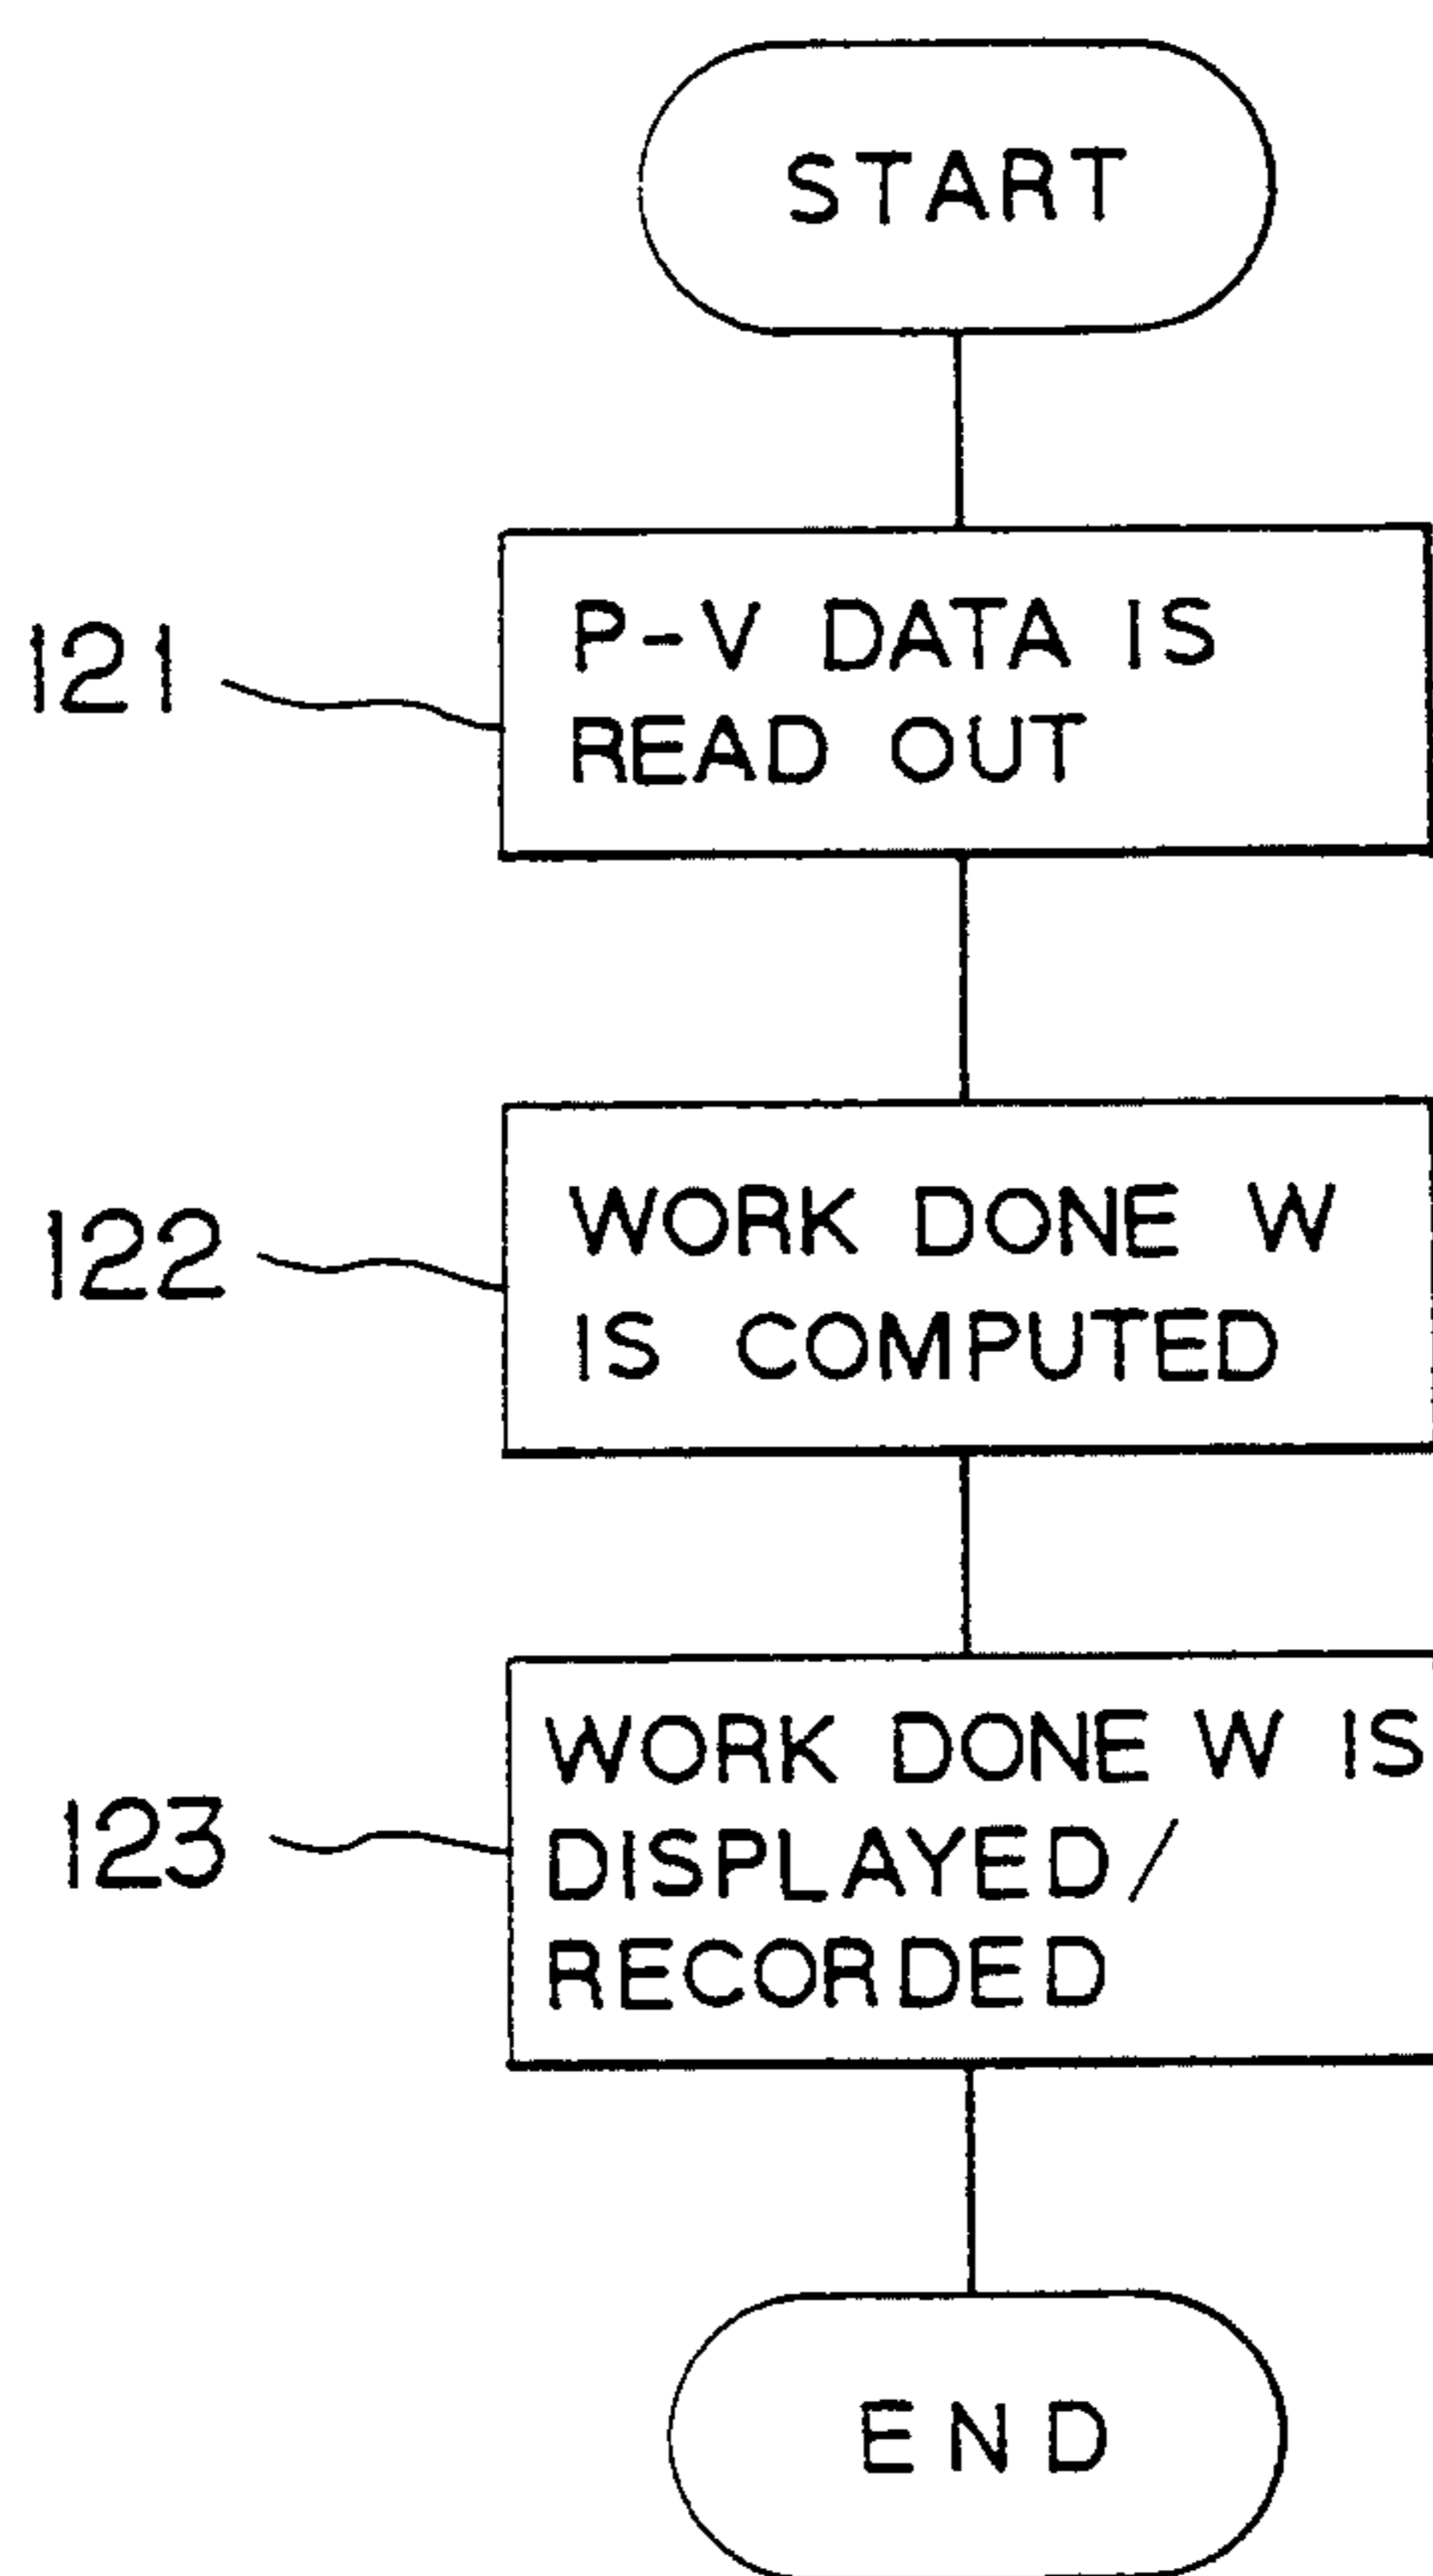 START
121
P-V DATA IS
READ OUT
122
WORK DONE W
IS COMPUTED
123
WORK DONE W IS
DISPLAYED/
RECORDED
END